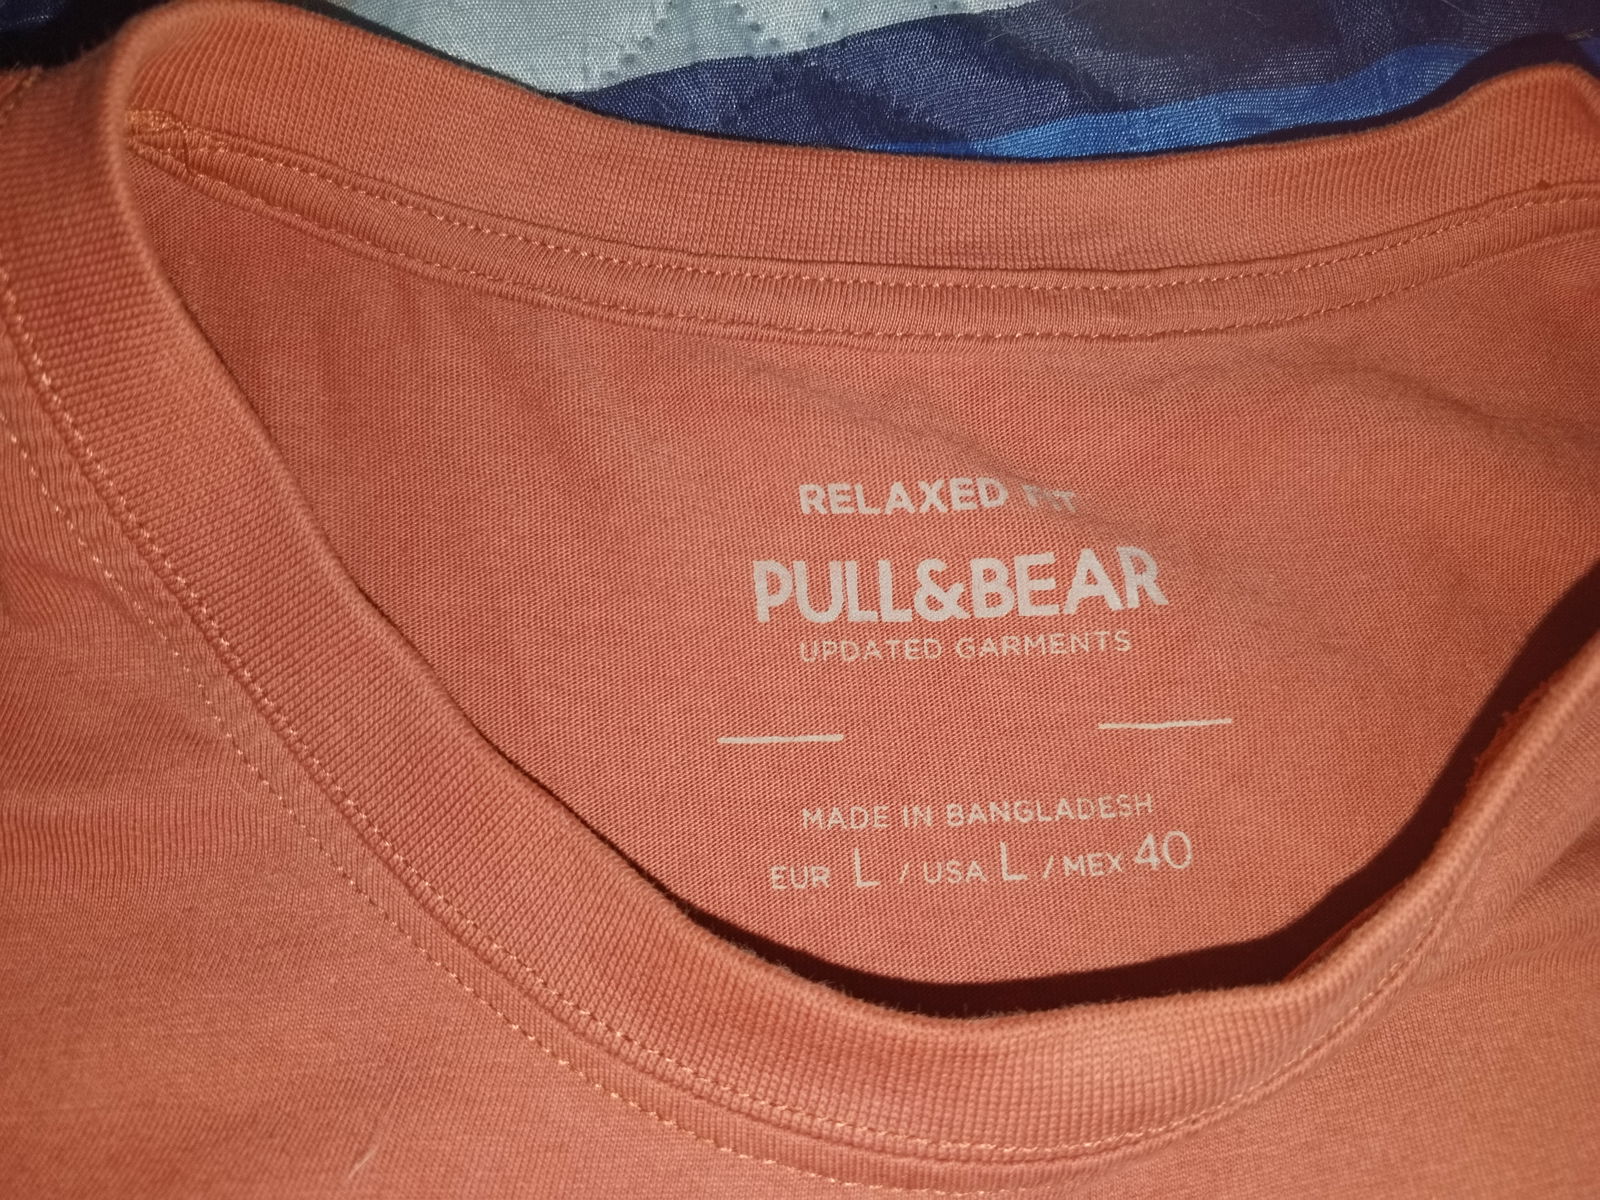 RELAXED FIT
PULL&BEAR
UPDATED GARMENTS
MADE IN BANGLADESH
EUR L / USA L / MEX 40